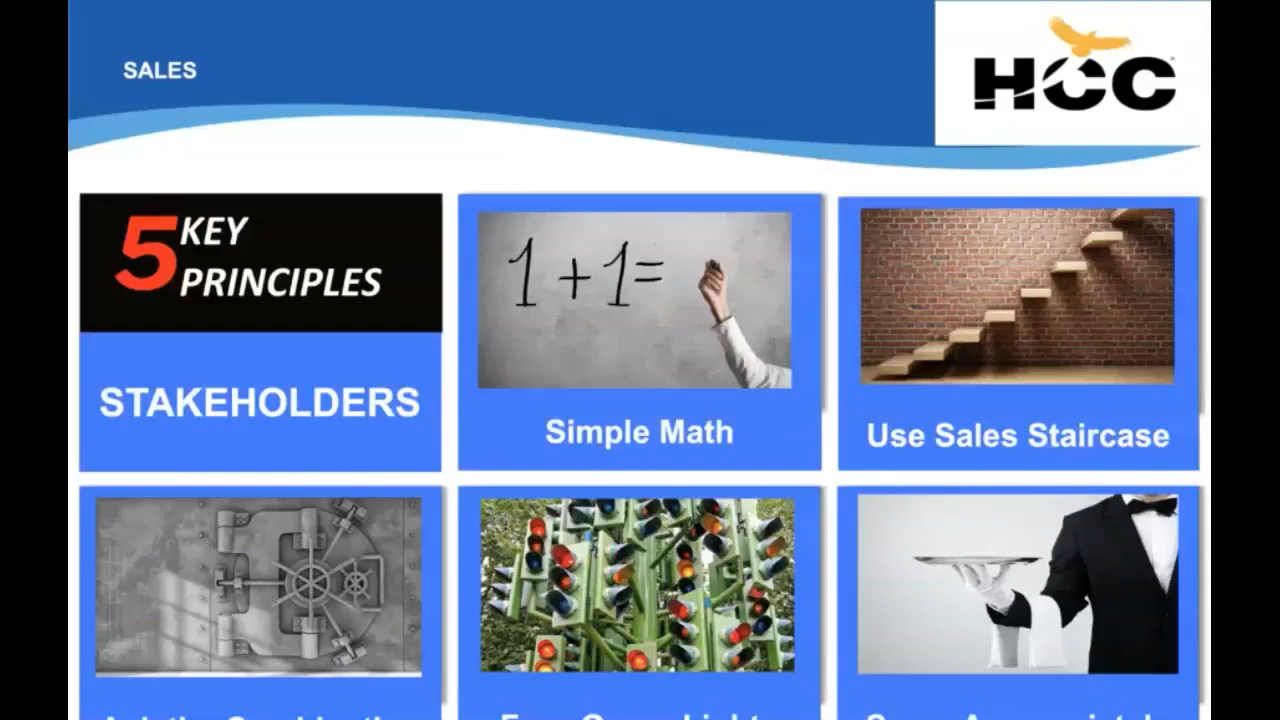 SALES
HCC
5 KEY
PRINCIPLES
STAKEHOLDERS
1+1=
Simple Math
Use Sales Staircase